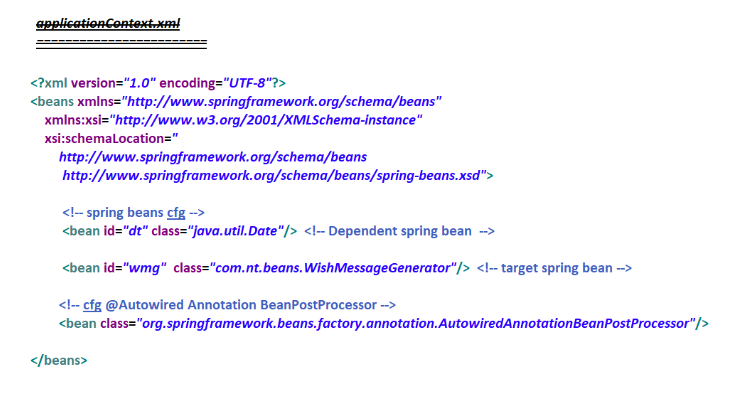 applicationContext.xml
========================
<?xml version="1.0" encoding="UTF-8"?>
<beans xmlns="http://www.springframework.org/schema/beans"
xmlns:xsi="http://www.w3.org/2001/XMLSchema-instance"
xsi:schemaLocation="
http://www.springframework.org/schema/beans
http://www.springframework.org/schema/beans/spring-beans.xsd">
<!-- spring beans cfg -->
<bean id="dt" class="java.util.Date"/> <!-- Dependent spring bean -->
<bean id="wmg" class="com.nt.beans.WishMessageGenerator"/> <!-- target spring bean -->
<!-- cfg @Autowired Annotation BeanPostProcessor -->
<bean class="org.springframework.beans.factory.annotation.AutowiredAnnotationBeanPostProcessor"/>
</beans>